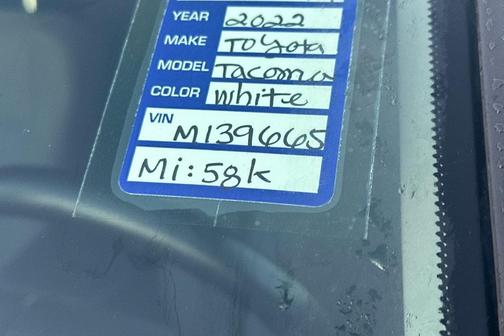 YEAR 2022
MAKE Toyota
MODEL Tacoma
COLOR White
VIN
M139665
Mi: 58k